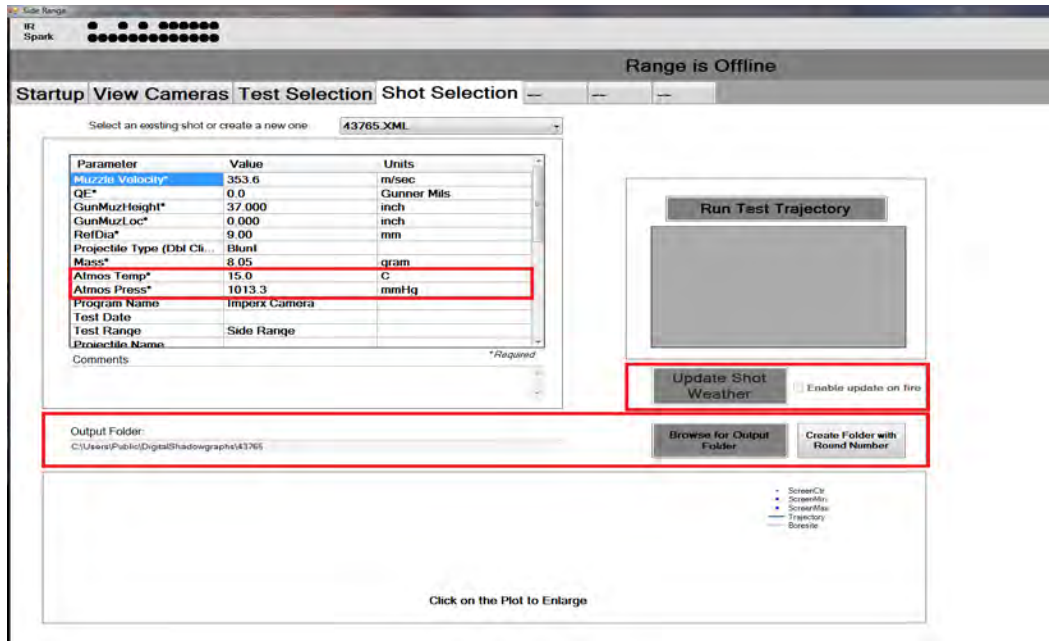 Side Range
IR
Spark
Range is Offline
Startup View Cameras Test Selection Shot Selection --- --- ---
Select an existing shot or create a new one 43765.XML
Parameter Value Units
Muzzle Velocity* 353.6 m/sec
QE* 0.0 Gunner Mils
GunMuzHeight* 37.000 inch
GunMuzLoc* 0.000 inch
RefDia* 9.00 mm
Projectile Type (Dbl Cli... Blunt
Mass* 8.05 gram
Atmos Temp* 15.0 C
Atmos Press* 1013.3 mmHg
Program Name Imperx Camera
Test Date
Test Range Side Range
Projectile Name
*Required
Comments
Run Test Trajectory
Update Shot
Weather
Enable update on fire
Output Folder:
C:\Users\Public\DigitalShadowgraphs\43765
Browse for Output
Folder
Create Folder with
Round Number
ScreenCtr
ScreenMin
ScreenMax
Trajectory
Boresite
Click on the Plot to Enlarge